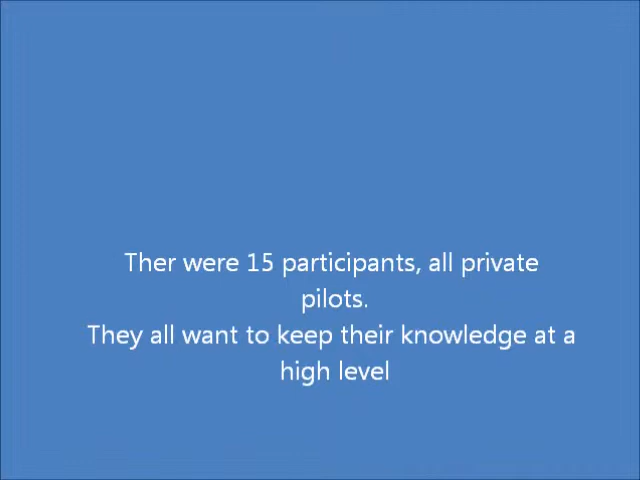 Ther were 15 participants, all private
pilots.
They all want to keep their knowledge at a
high level